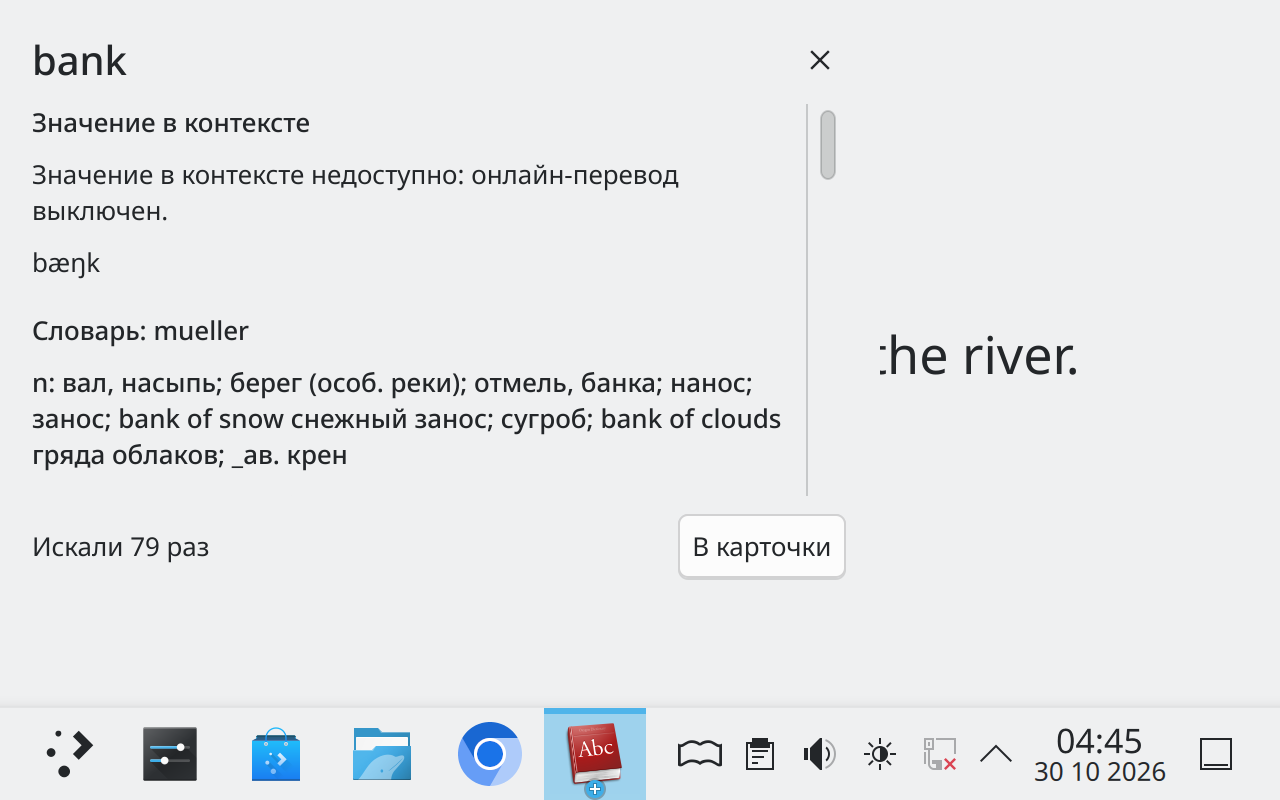 bank
Значение в контексте
Значение в контексте недоступно: онлайн-перевод
выключен.
bæŋk
Словарь: mueller
n: вал, насыпь; берег (особ. реки); отмель, банка; нанос;
занос; bank of snow снежный занос; сугроб; bank of clouds
гряда облаков; _ав. крен
the river.
Искали 79 раз
В карточки
Abc
04:45
30 10 2026